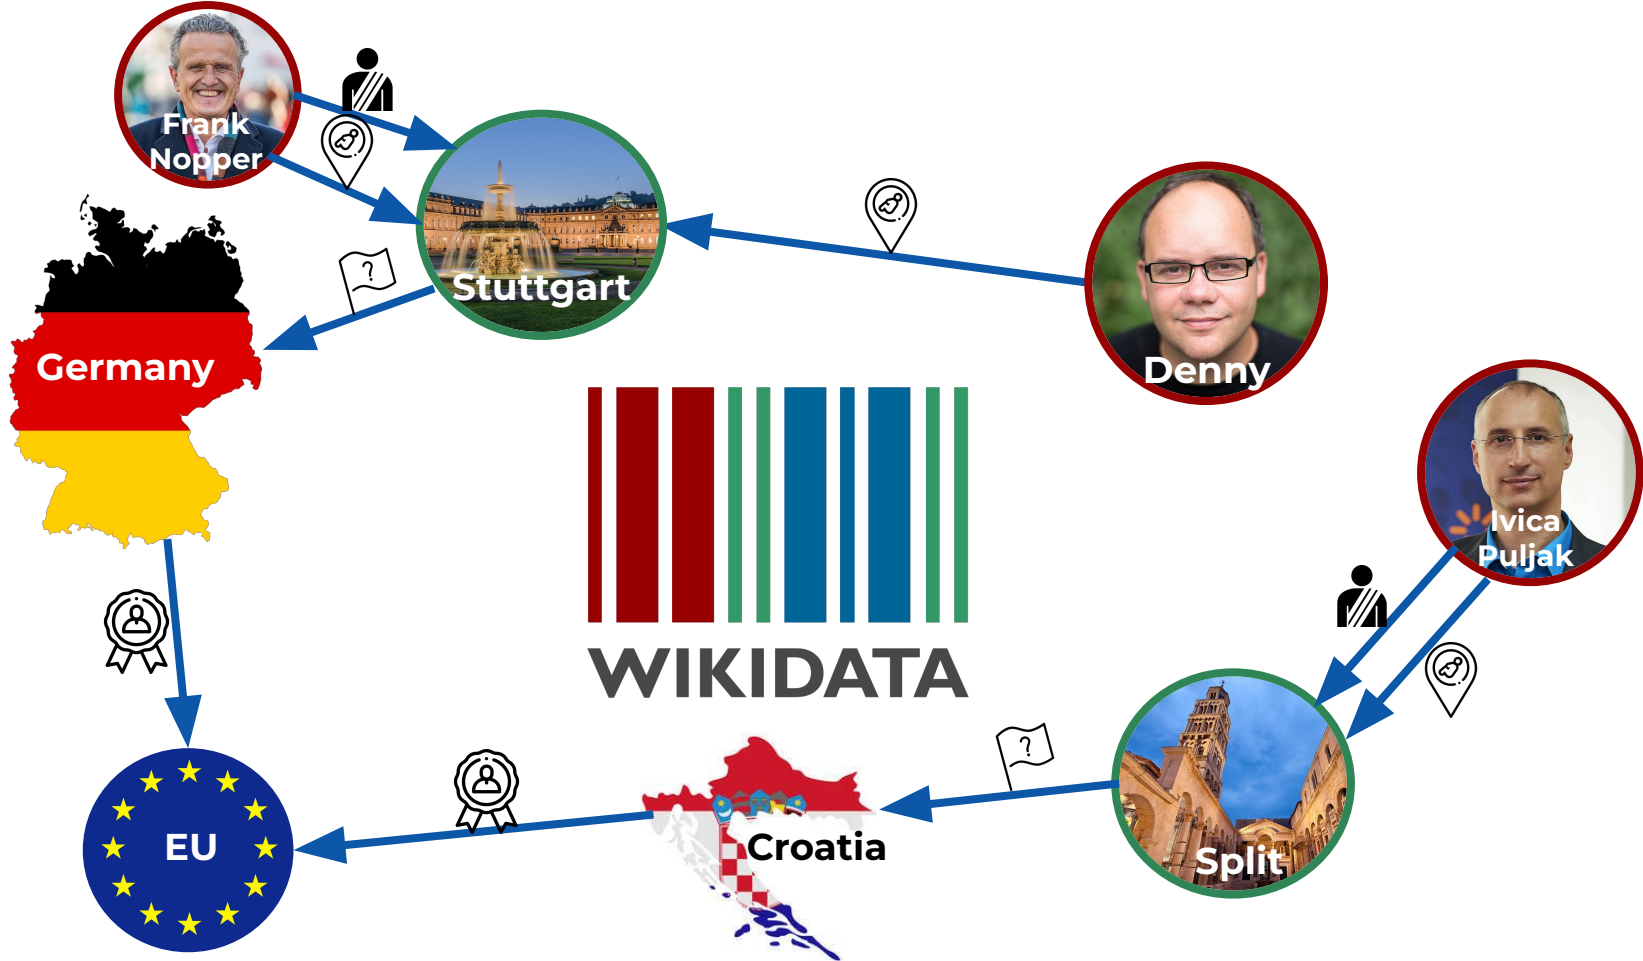 Frank
Nopper
Stuttgart
?
Germany
Denny
Ivica
Puljak
WIKIDATA
?
Croatia
Split
EU